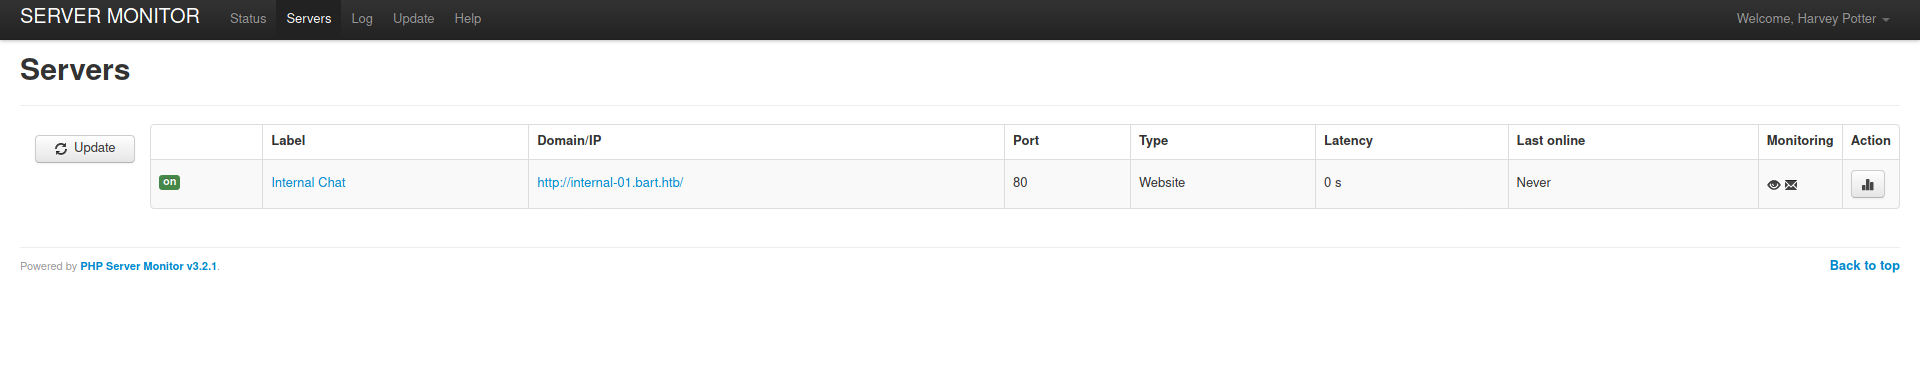 SERVER MONITOR Status Servers Log Update Help Welcome, Harvey Potter
Servers
Update
Label Domain/IP Port Type Latency Last online Monitoring Action
on Internal Chat http://internal-01.bart.htb/ 80 Website 0 s Never
Powered by PHP Server Monitor v3.2.1. Back to top